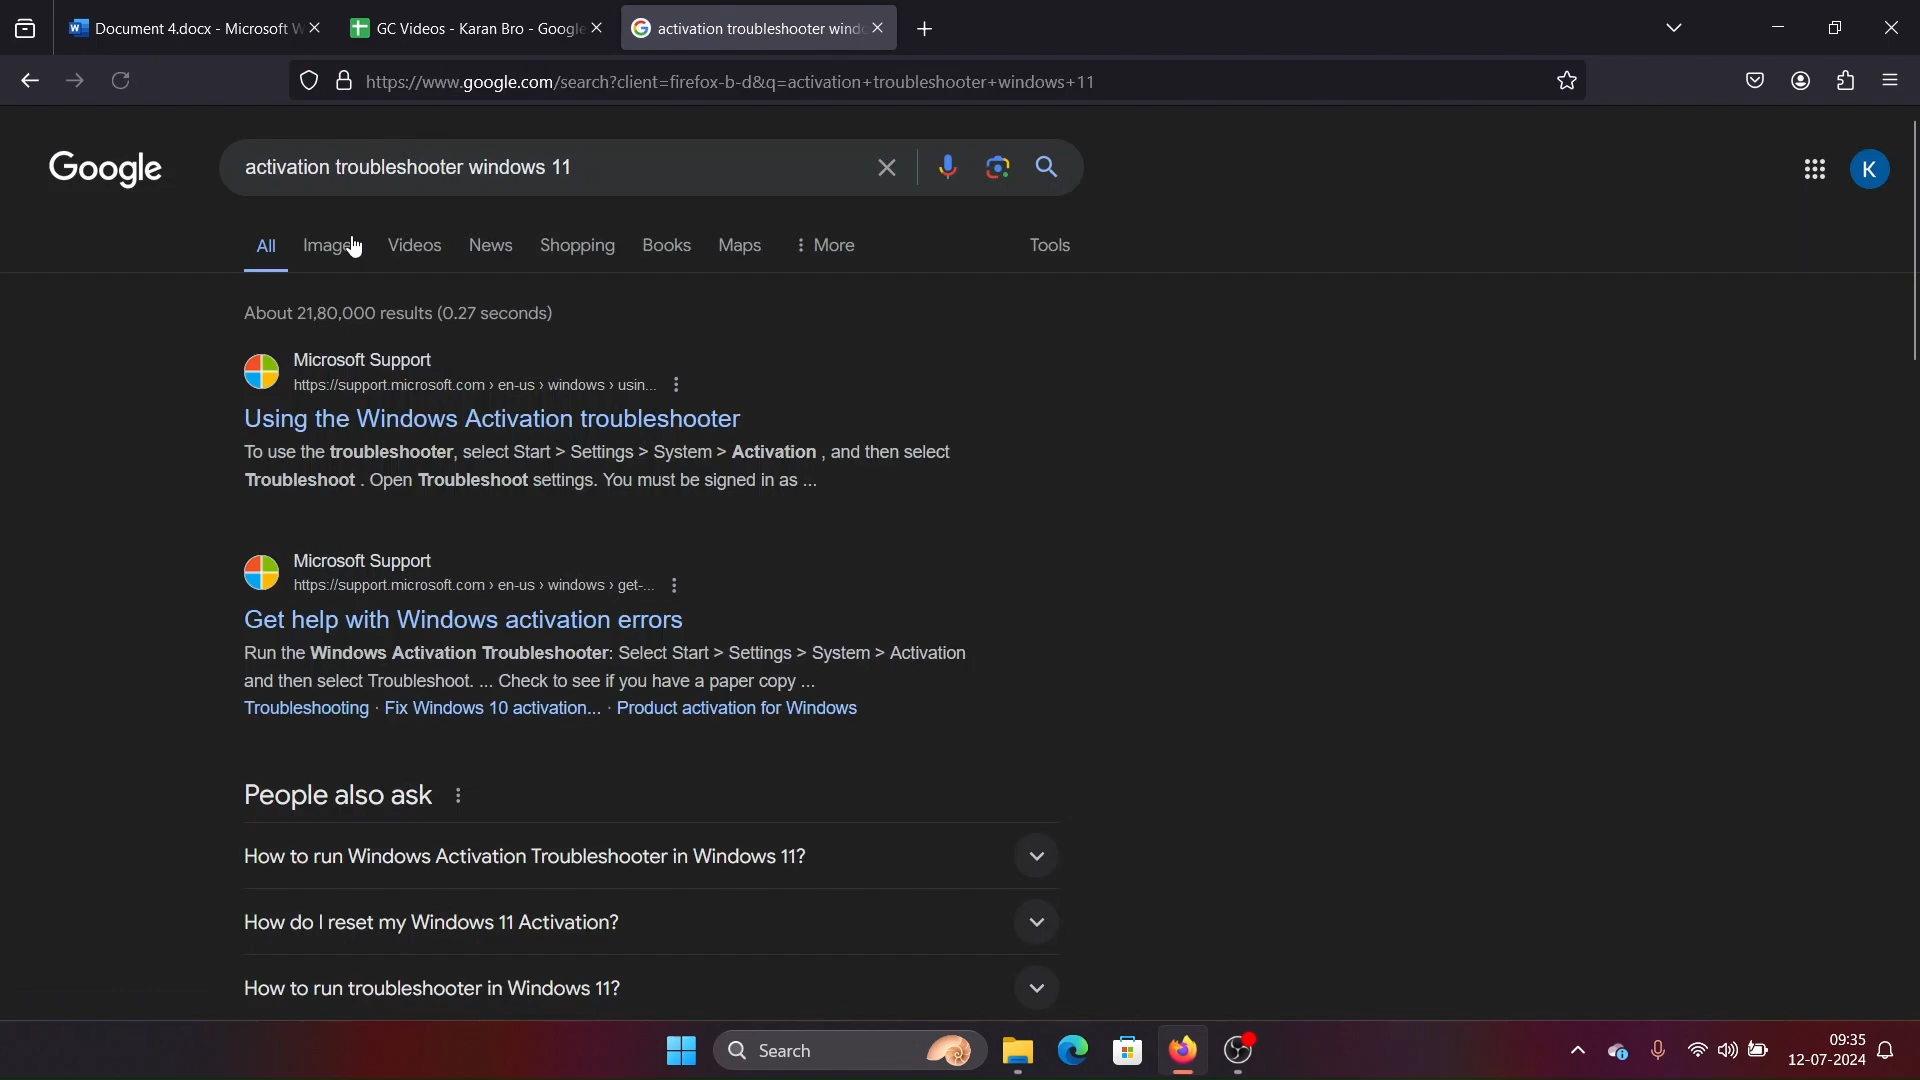 Document 4.docx - Microsoft W
GC Videos - Karan Bro - Google
activation troubleshooter wind
https://www.google.com/search?client=firefox-b-d&q=activation+troubleshooter+windows+11
Google
activation troubleshooter windows 11
K
All Images Videos News Shopping Books Maps More Tools
About 21,80,000 results (0.27 seconds)
Microsoft Support
https://support.microsoft.com › en-us › windows › usin...
Using the Windows Activation troubleshooter
To use the troubleshooter, select Start > Settings > System > Activation , and then select
Troubleshoot . Open Troubleshoot settings. You must be signed in as ...
Microsoft Support
https://support.microsoft.com › en-us › windows › get-...
Get help with Windows activation errors
Run the Windows Activation Troubleshooter: Select Start > Settings > System > Activation
and then select Troubleshoot. ... Check to see if you have a paper copy ...
Troubleshooting · Fix Windows 10 activation... · Product activation for Windows
People also ask
How to run Windows Activation Troubleshooter in Windows 11?
How do I reset my Windows 11 Activation?
How to run troubleshooter in Windows 11?
Search
09:35
12-07-2024